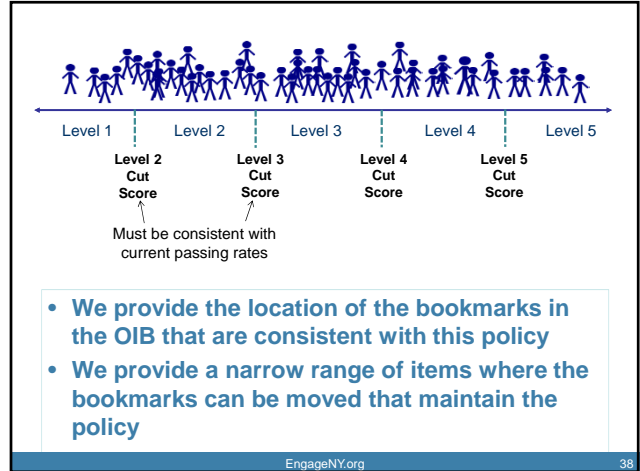 Level 1 Level 2 Level 3 Level 4 Level 5
Level 2 Level 3 Level 4 Level 5
Cut Cut Cut Cut
Score Score Score Score
Must be consistent with
current passing rates
• We provide the location of the bookmarks in
the OIB that are consistent with this policy
• We provide a narrow range of items where the
bookmarks can be moved that maintain the
policy
EngageNY.org 38